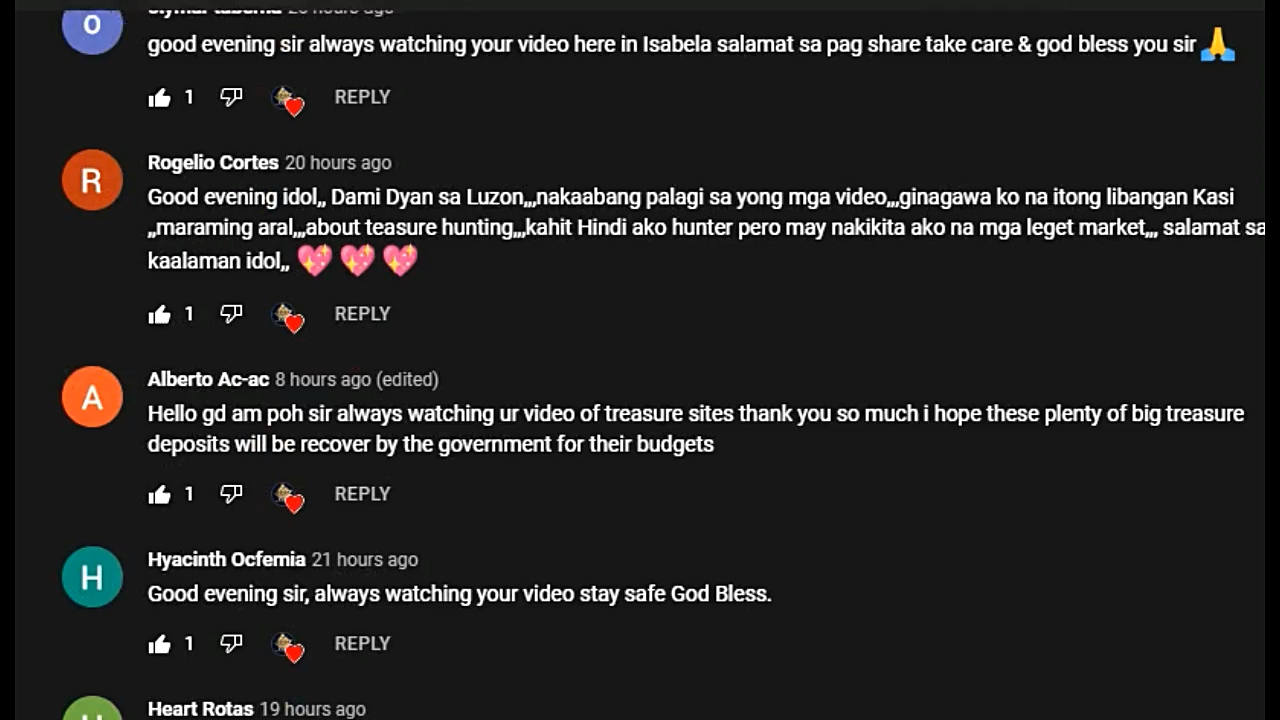 O
20 hours ago
good evening sir always watching your video here in Isabela salamat sa pag share take care & god bless you sir
1 REPLY
R
Rogelio Cortes 20 hours ago
Good evening idol,, Dami Dyan sa Luzon,,,nakaabang palagi sa yong mga video,,,ginagawa ko na itong libangan Kasi
,,maraming aral,,,about teasure hunting,,,kahit Hindi ako hunter pero may nakikita ako na mga leget market,,, salamat sa
kaalaman idol,,
1 REPLY
A
Alberto Ac-ac 8 hours ago (edited)
Hello gd am poh sir always watching ur video of treasure sites thank you so much i hope these plenty of big treasure
deposits will be recover by the government for their budgets
1 REPLY
H
Hyacinth Ocfemia 21 hours ago
Good evening sir, always watching your video stay safe God Bless.
1 REPLY
H
Heart Rotas 19 hours ago